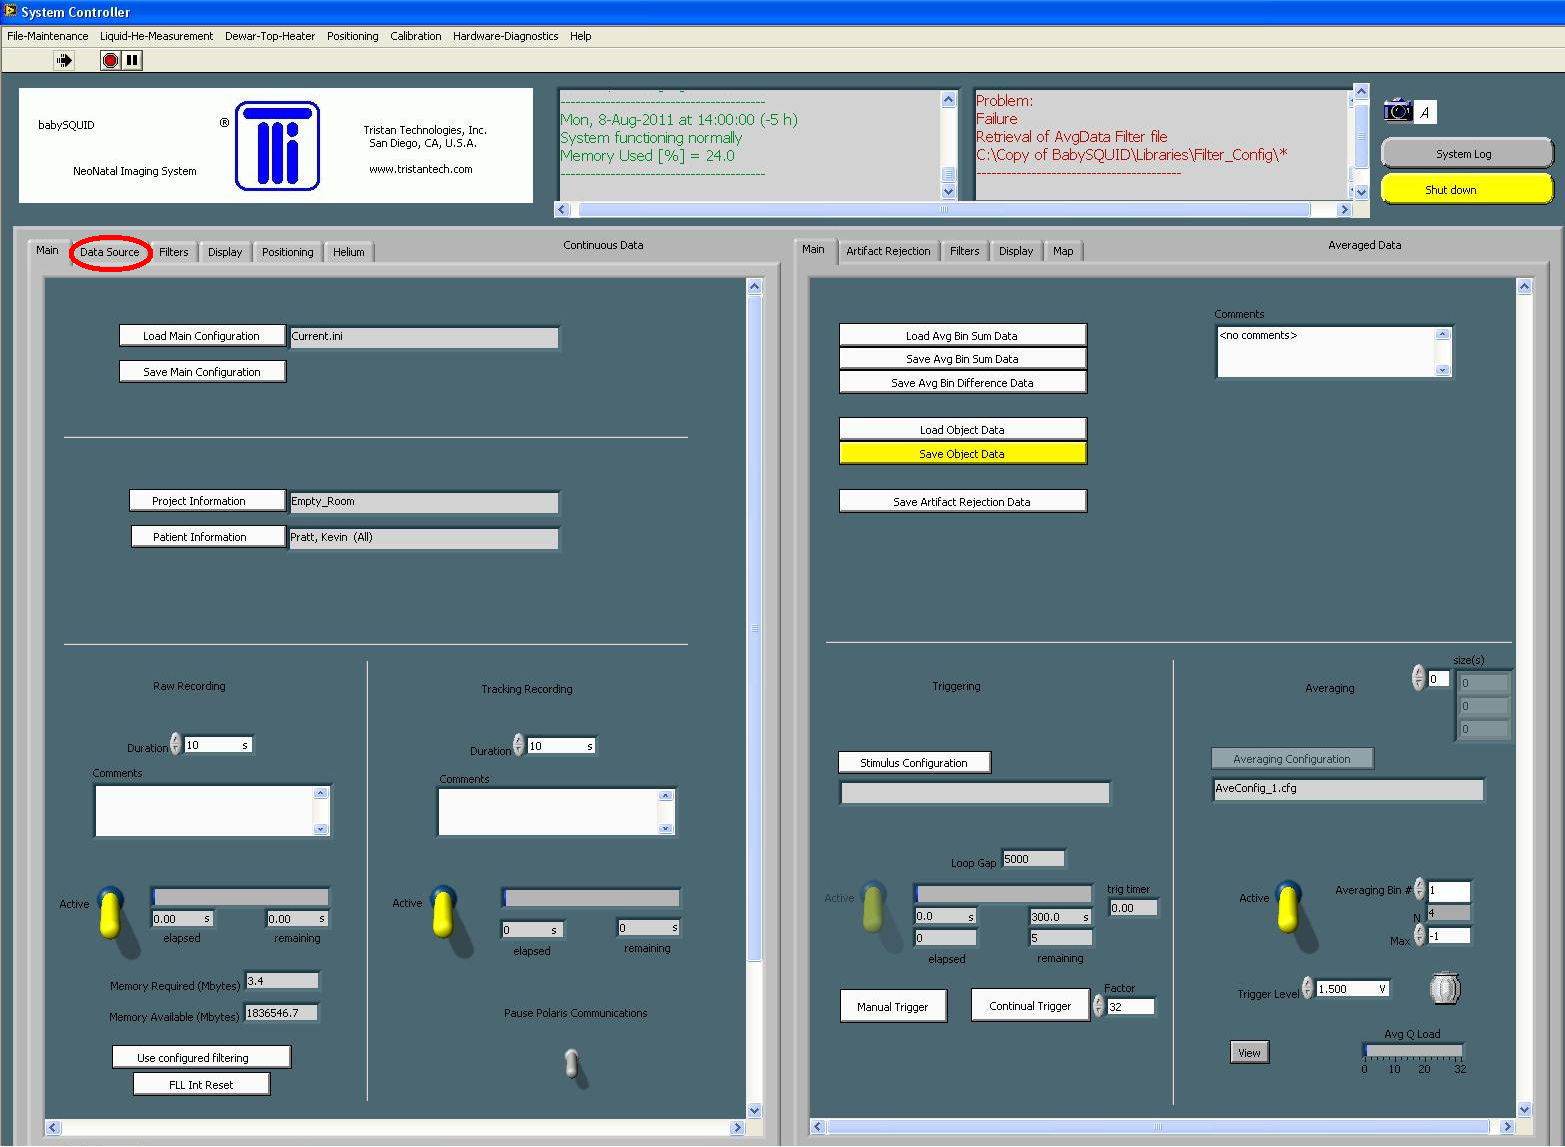 System Controller
File-Maintenance Liquid-He-Measurement Dewar-Top-Heater Positioning Calibration Hardware-Diagnostics Help
babySQUID
®
Tristan Technologies, Inc.
San Diego, CA, U.S.A.
www.tristantech.com
NeoNatal Imaging System
Mon, 8-Aug-2011 at 14:00:00 (-5 h)
System functioning normally
Memory Used [%] = 24.0
Problem:
Failure
Retrieval of AvgData Filter file
C:\Copy of BabySQUID\Libraries\Filter_Config\*
A
System Log
Shut down
Main Data Source Filters Display Positioning Helium
Continuous Data
Load Main Configuration Current.ini
Save Main Configuration
Project Information Empty_Room
Patient Information Pratt, Kevin (All)
Raw Recording
Duration 10 s
Comments
Active
0.00 s 0.00 s
elapsed remaining
Memory Required (Mbytes) 3.4
Memory Available (Mbytes) 1836546.7
Use configured filtering
FLL Int Reset
Tracking Recording
Duration 10 s
Comments
Active
0 s 0 s
elapsed remaining
Pause Polaris Communications
Main Artifact Rejection Filters Display Map
Averaged Data
Load Avg Bin Sum Data
Save Avg Bin Sum Data
Save Avg Bin Difference Data
Load Object Data
Save Object Data
Save Artifact Rejection Data
Comments
<no comments>
Triggering
Stimulus Configuration
Loop Gap 5000
Active
trig timer
0.00
0.0 s 300.0 s
0 5
elapsed remaining
Manual Trigger Continual Trigger
Factor
32
size(s)
0 0
0
0
Averaging
Averaging Configuration
AveConfig_1.cfg
Active
Averaging Bin # 1
N 4
Max -1
Trigger Level 1.500 V
View
Avg Q Load
0 10 20 32